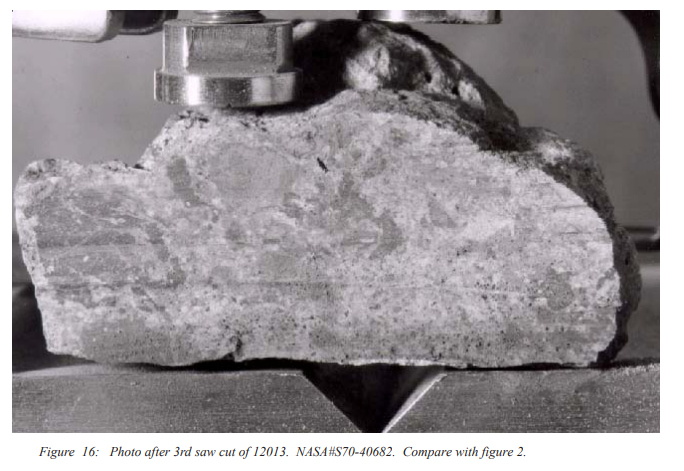 Figure 16: Photo after 3rd saw cut of 12013. NASA#S70-40682. Compare with figure 2.